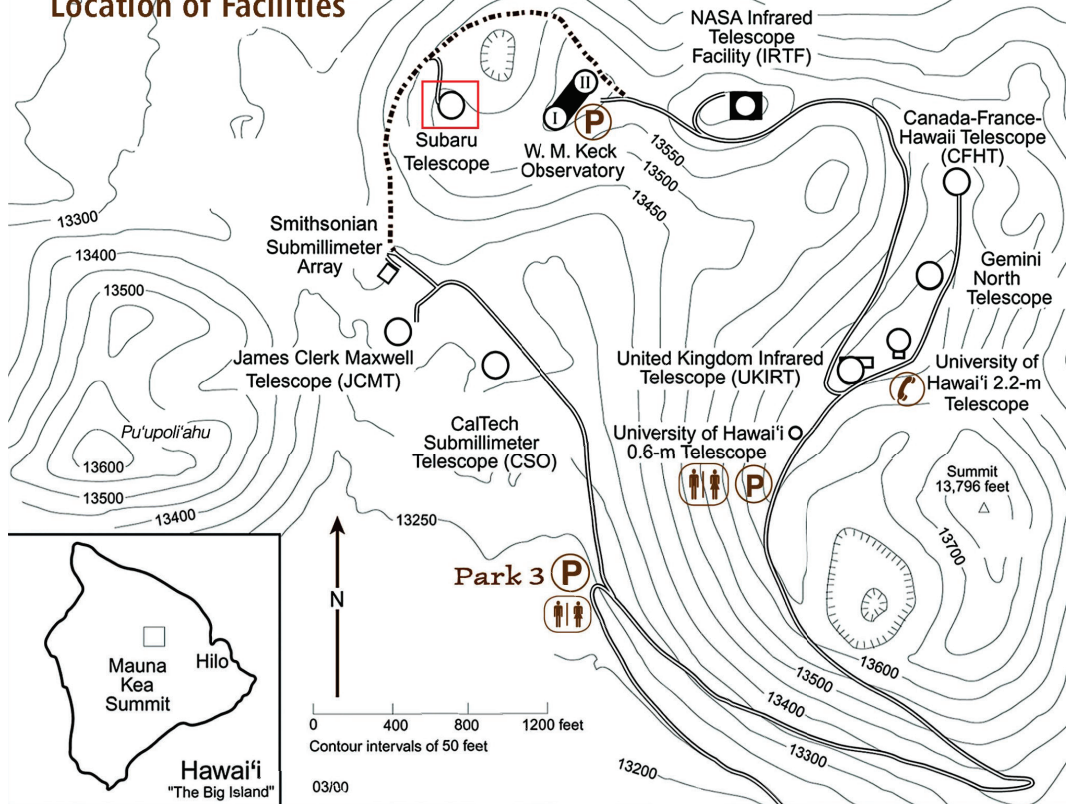 Location of Facilities
NASA Infrared
Telescope
Facility (IRTF)
Canada-France-
Hawaii Telescope
(CFHT)
II
I
P
Subaru
Telescope
W. M. Keck
Observatory
13550
13500
13450
13300
Smithsonian
Submillimeter
Array
13400
13500
Gemini
North
Telescope
James Clerk Maxwell
Telescope (JCMT)
United Kingdom Infrared
Telescope (UKIRT)
University of
Hawai‘i 2.2-m
Telescope
CalTech
Submillimeter
Telescope (CSO)
University of Hawai‘i
0.6-m Telescope
P
Pu‘upoli‘ahu
13600
13500
13400
Summit
13,796 feet
13700
13250
Park 3 P
N
Mauna
Kea
Summit
Hilo
Hawai‘i
"The Big Island"
13600
13500
13400
13300
13200
0 400 800 1200 feet
Contour intervals of 50 feet
03/00